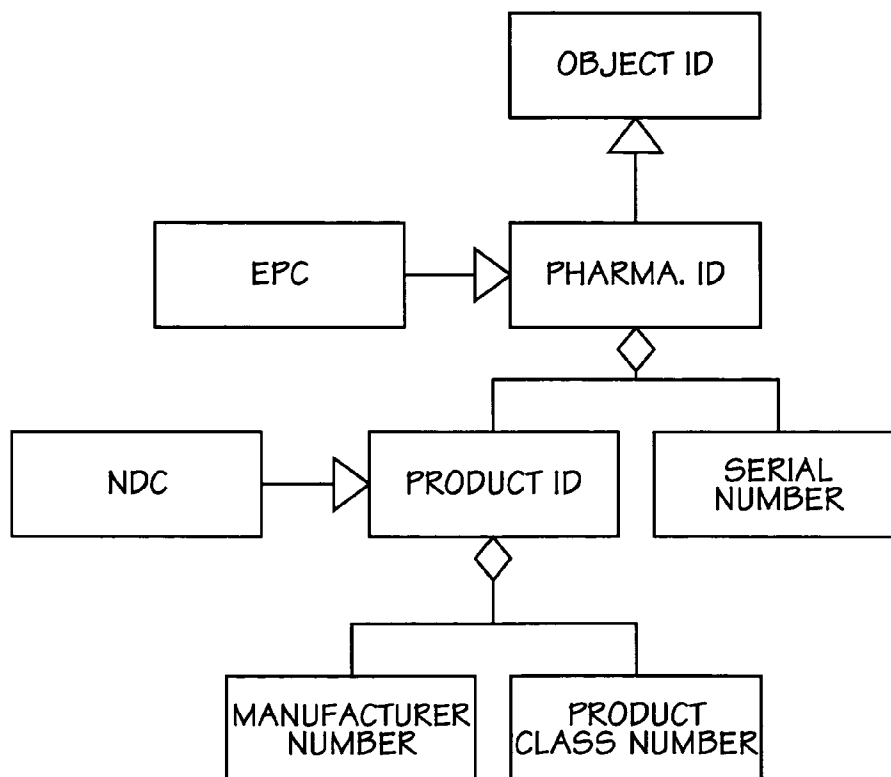 OBJECT ID
EPC
PHARMA. ID
NDC
PRODUCT ID
SERIAL
NUMBER
MANUFACTURER
NUMBER
PRODUCT
CLASS NUMBER